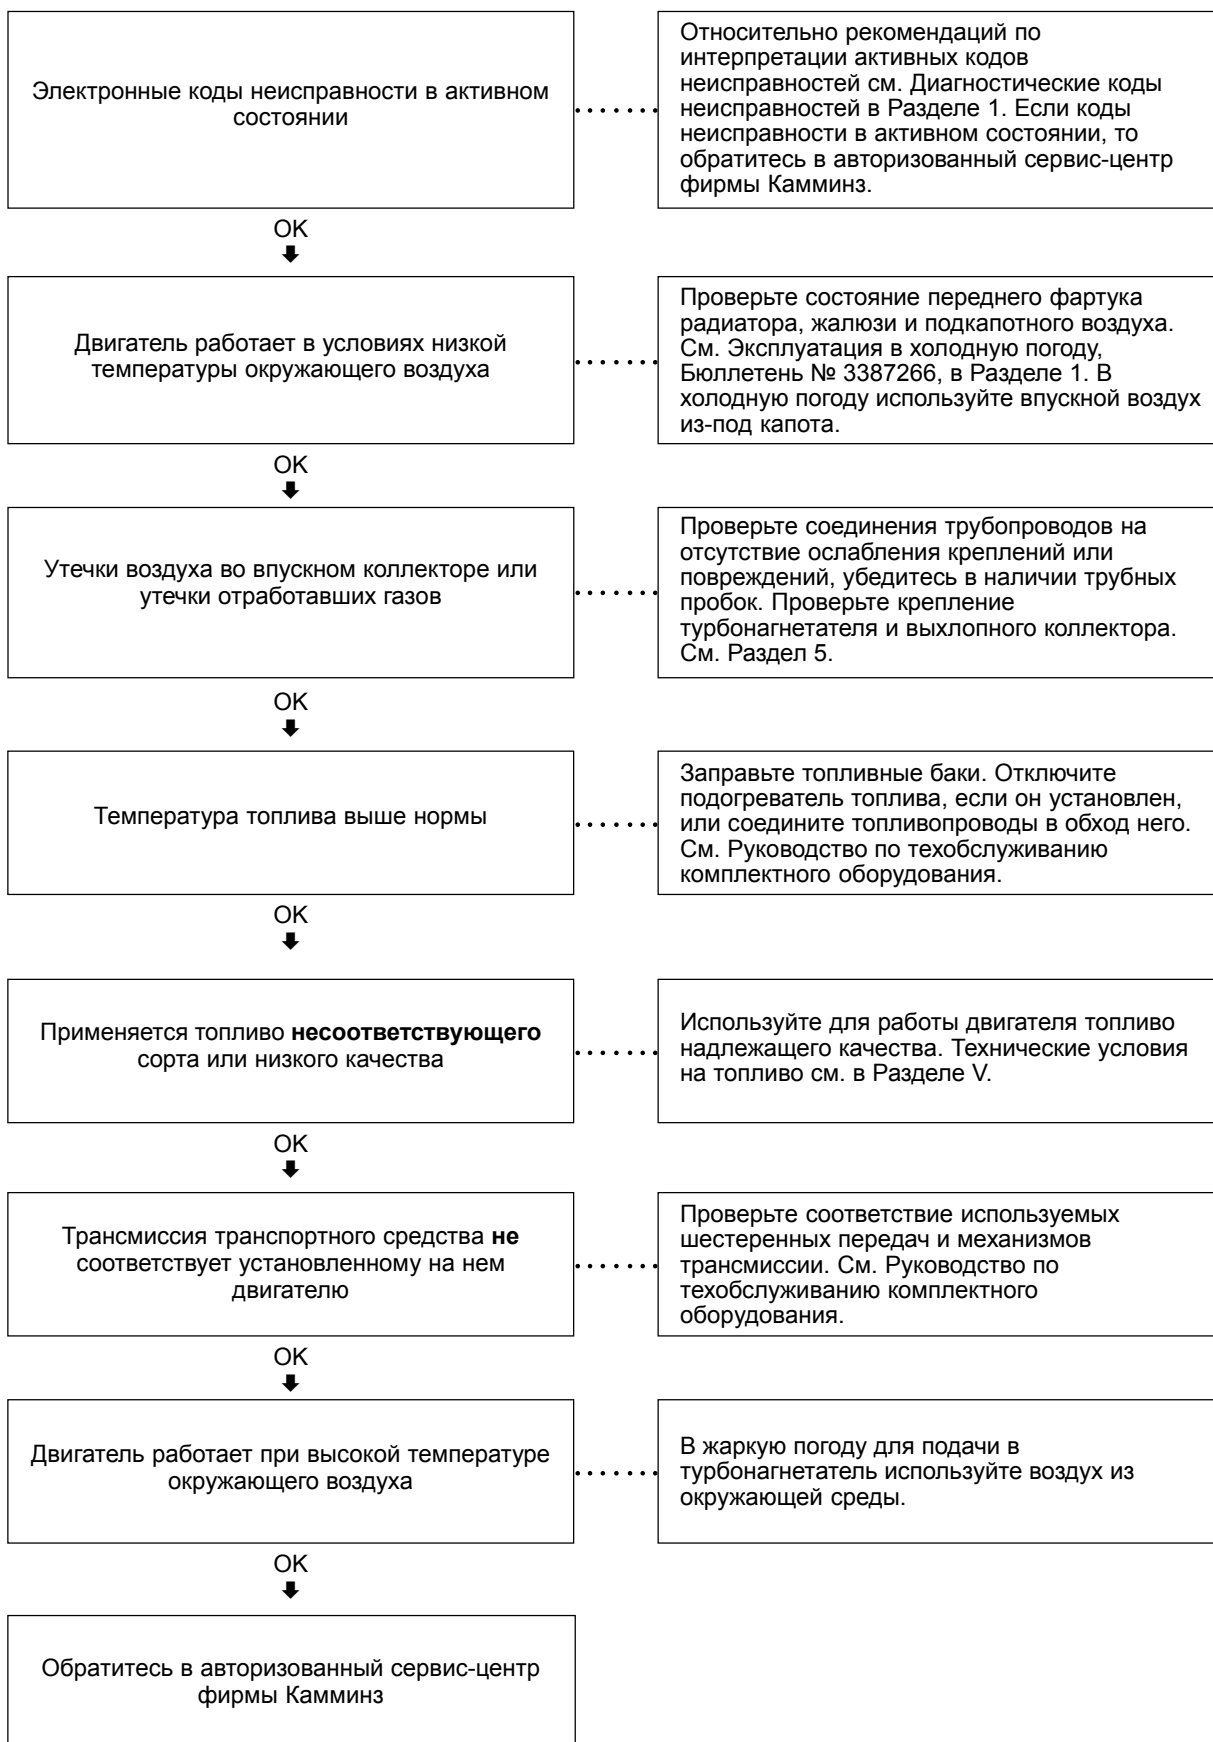 Электронные коды неисправности в активном
состоянии
Относительно рекомендаций по
интерпретации активных кодов
неисправностей см. Диагностические коды
неисправностей в Разделе 1. Если коды
неисправности в активном состоянии, то
обратитесь в авторизованный сервис-центр
фирмы Камминз.
OK
Двигатель работает в условиях низкой
температуры окружающего воздуха
Проверьте состояние переднего фартука
радиатора, жалюзи и подкапотного воздуха.
См. Эксплуатация в холодную погоду,
Бюллетень № 3387266, в Разделе 1. В
холодную погоду используйте впускной воздух
из-под капота.
OK
Утечки воздуха во впускном коллекторе или
утечки отработавших газов
Проверьте соединения трубопроводов на
отсутствие ослабления креплений или
повреждений, убедитесь в наличии трубных
пробок. Проверьте крепление
турбонагнетателя и выхлопного коллектора.
См. Раздел 5.
OK
Температура топлива выше нормы
Заправьте топливные баки. Отключите
подогреватель топлива, если он установлен,
или соедините топливопроводы в обход него.
См. Руководство по техобслуживанию
комплектного оборудования.
OK
Применяется топливо несоответствующего
сорта или низкого качества
Используйте для работы двигателя топливо
надлежащего качества. Технические условия
на топливо см. в Разделе V.
OK
Трансмиссия транспортного средства не
соответствует установленному на нем
двигателю
Проверьте соответствие используемых
шестеренных передач и механизмов
трансмиссии. См. Руководство по
техобслуживанию комплектного
оборудования.
OK
Двигатель работает при высокой температуре
окружающего воздуха
В жаркую погоду для подачи в
турбонагнетатель используйте воздух из
окружающей среды.
OK
Обратитесь в авторизованный сервис-центр
фирмы Камминз